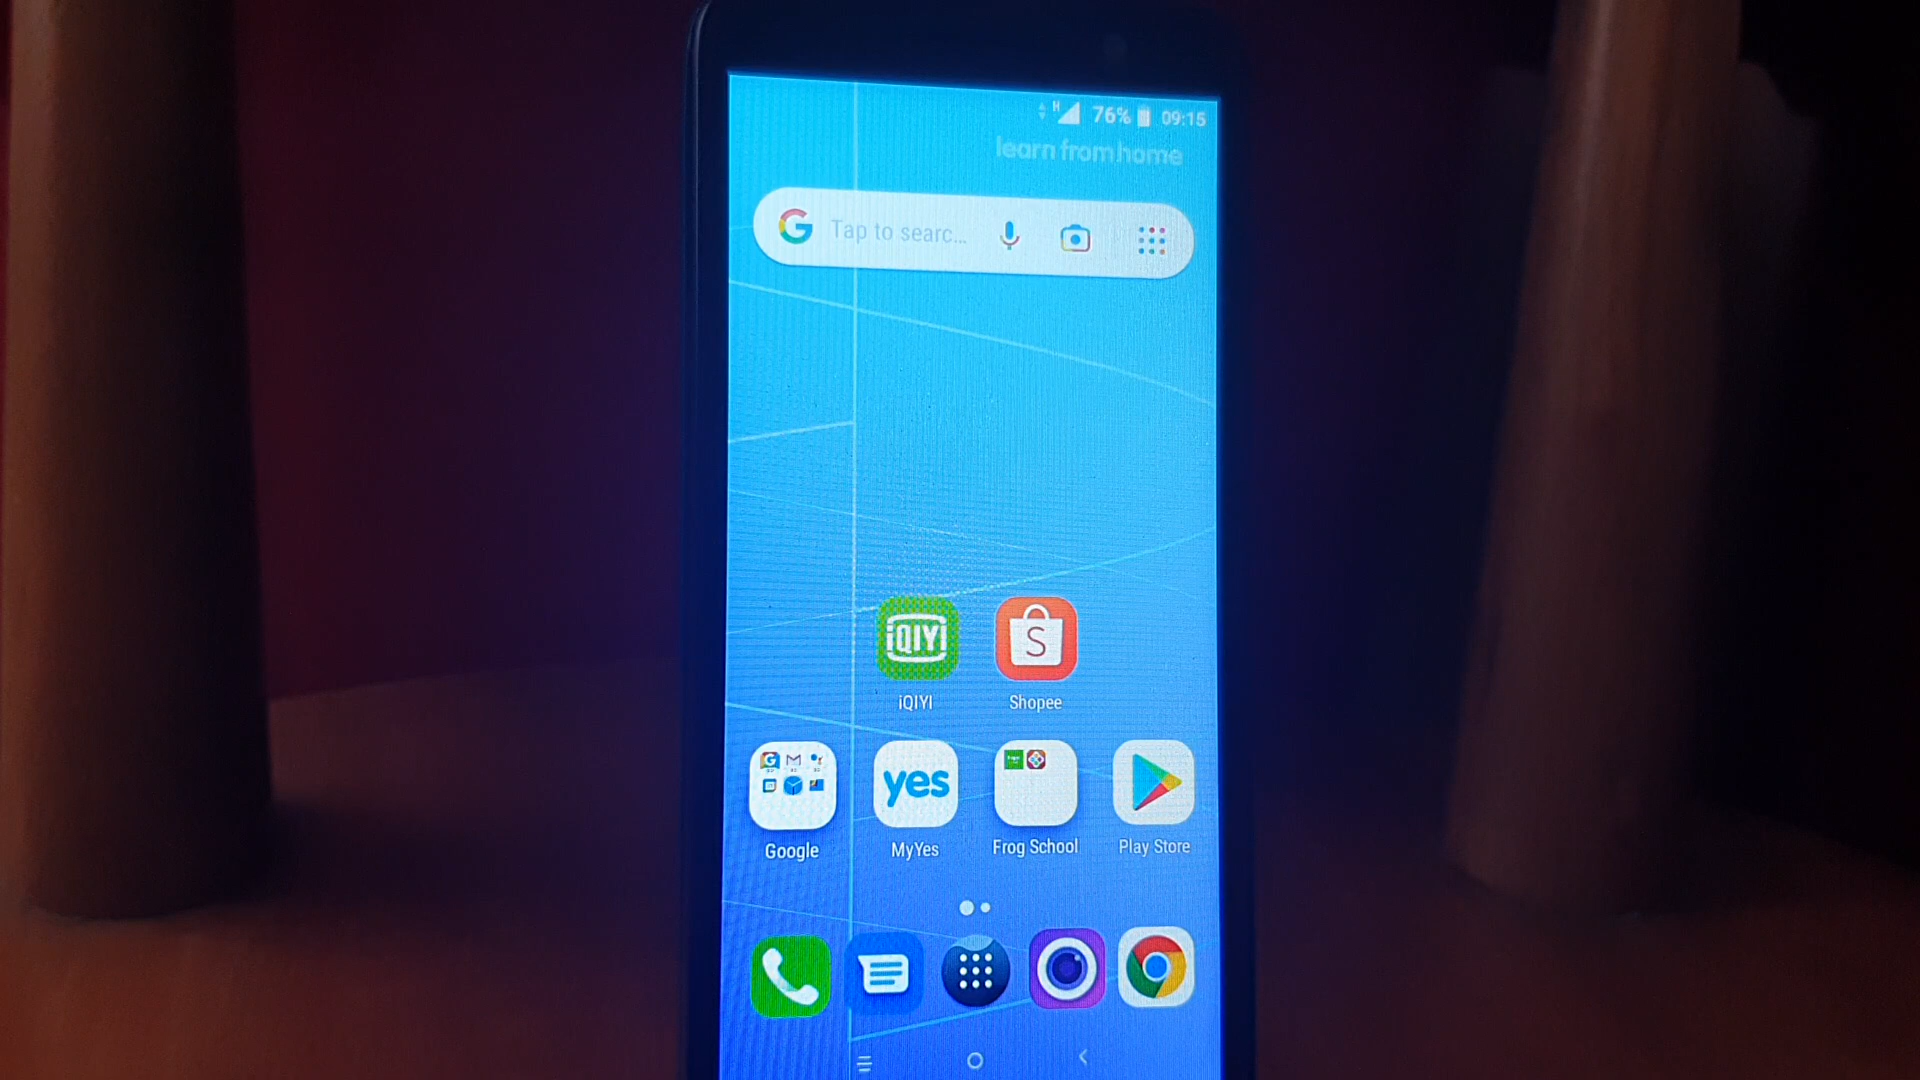 H 76% 09:15
learn from home
G Tap to searc...
iQIYI S
iQIYI Shopee
yes
Google MyYes Frog School Play Store